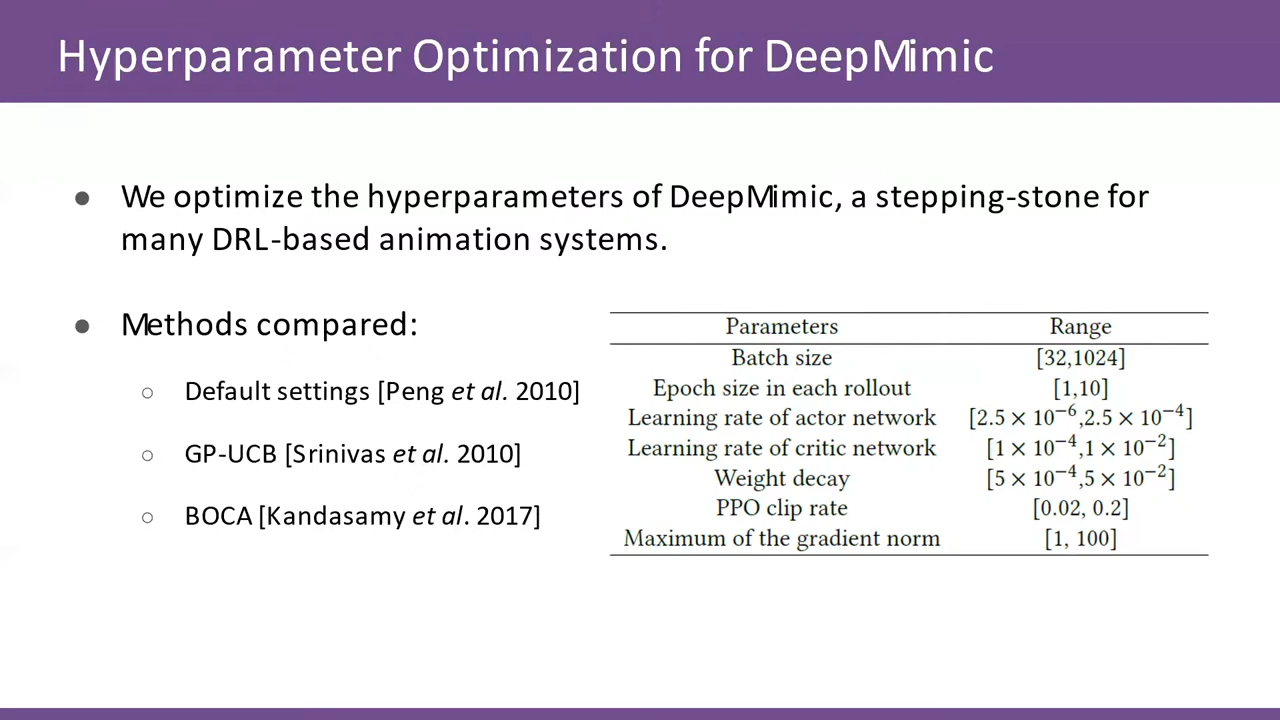 Hyperparameter Optimization for DeepMimic
● We optimize the hyperparameters of DeepMimic, a stepping-stone for
many DRL-based animation systems.
● Methods compared:
○ Default settings [Peng et al. 2010]
○ GP-UCB [Srinivas et al. 2010]
○ BOCA [Kandasamy et al. 2017]
Parameters Range
Batch size [32,1024]
Epoch size in each rollout [1,10]
Learning rate of actor network [2.5 × 10⁻⁶,2.5 × 10⁻⁴]
Learning rate of critic network [1 × 10⁻⁴,1 × 10⁻²]
Weight decay [5 × 10⁻⁴,5 × 10⁻²]
PPO clip rate [0.02, 0.2]
Maximum of the gradient norm [1, 100]